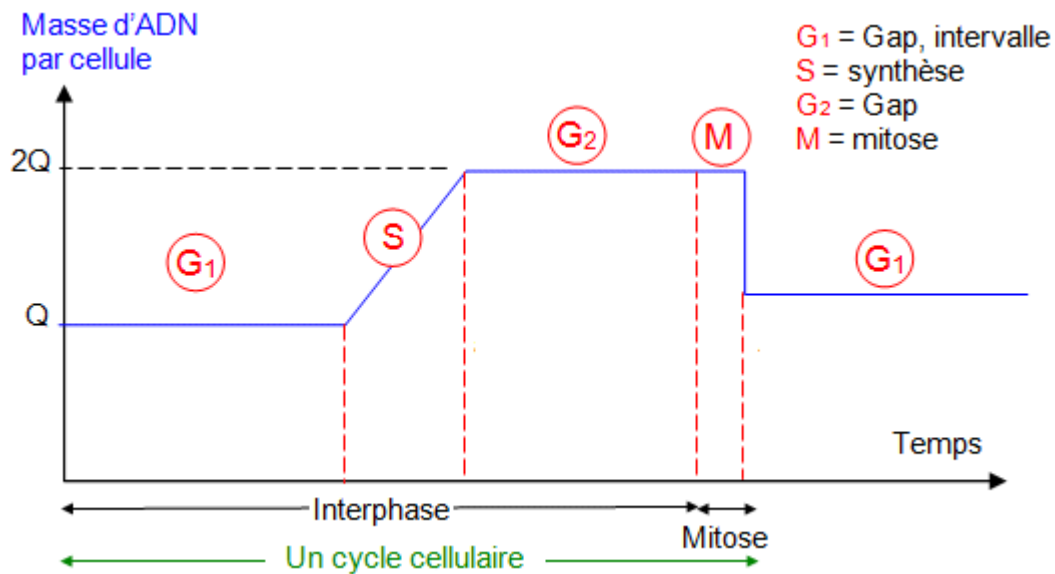 Masse d'ADN
par cellule
G₁ = Gap, intervalle
S = synthèse
G₂ = Gap
M = mitose
2Q
G₂
M
S
G₁
G₁
Q
Temps
Interphase
Mitose
Un cycle cellulaire